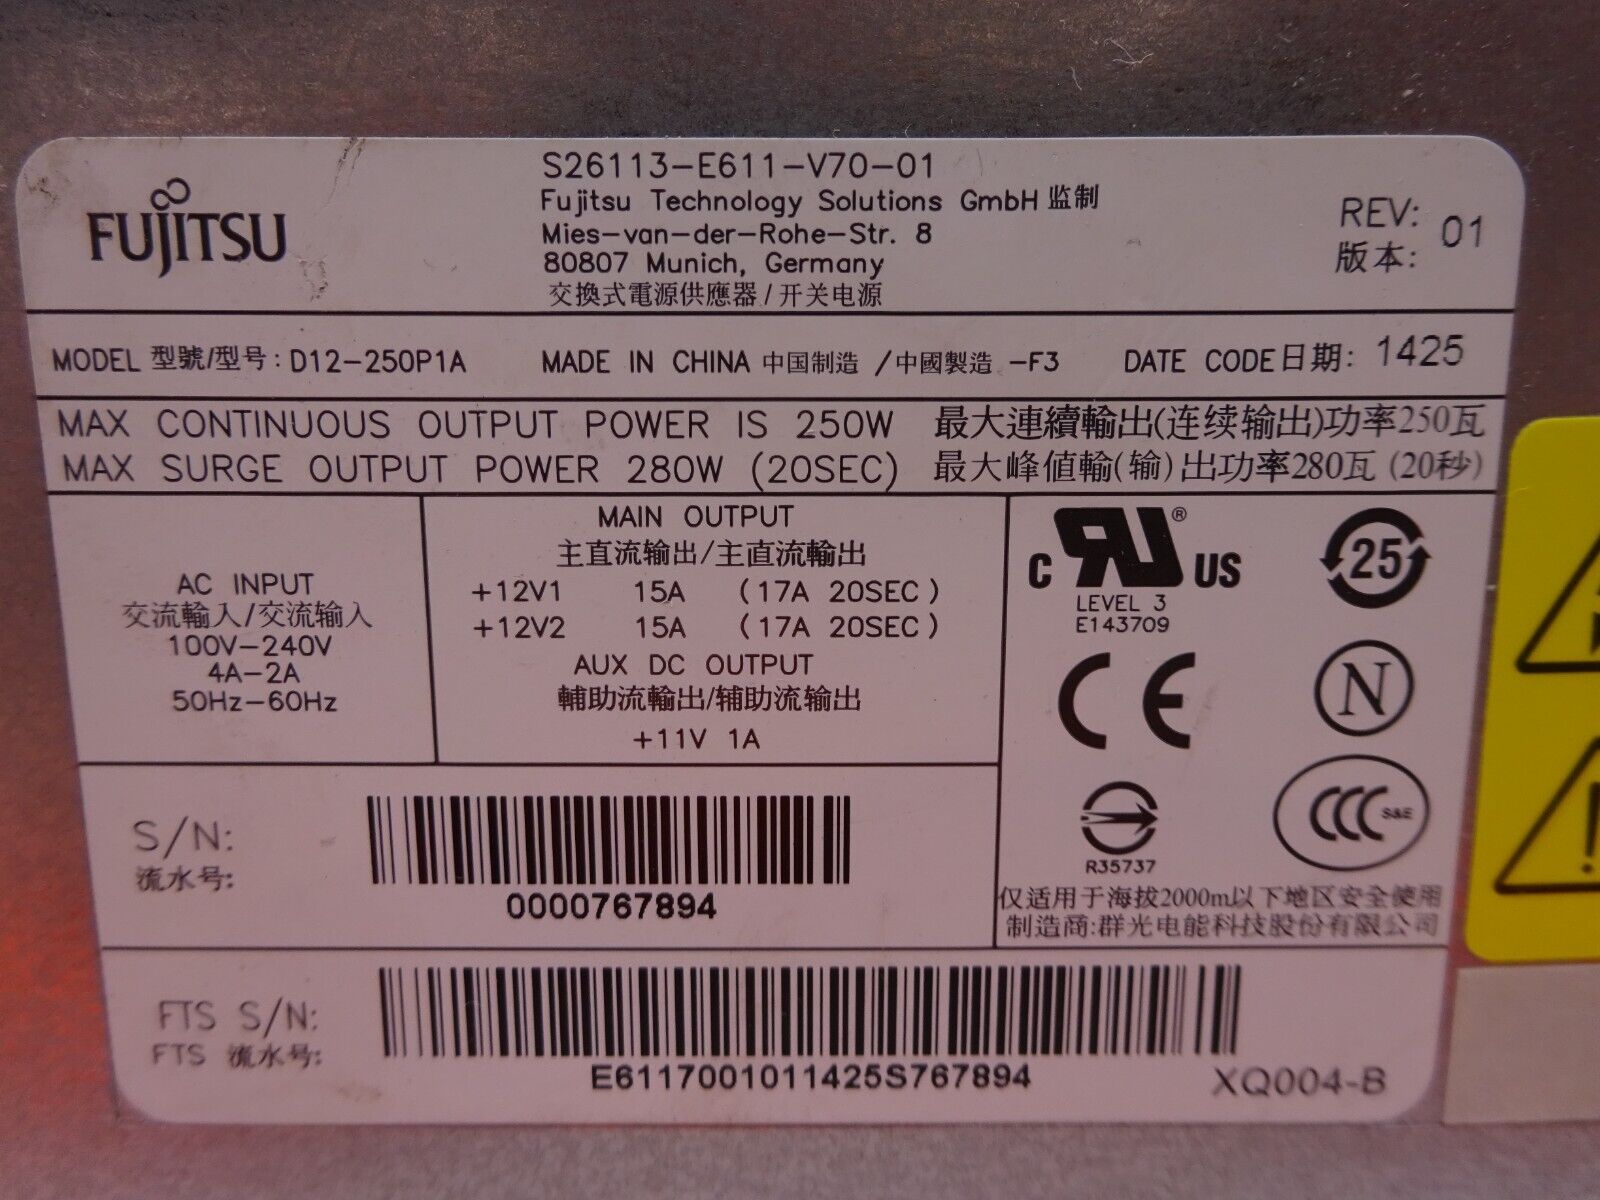 FUJITSU
S26113-E611-V70-01
Fujitsu Technology Solutions GmbH 监制
Mies-van-der-Rohe-Str. 8
80807 Munich, Germany
交換式電源供應器/开关电源
REV: 01
版本:
MODEL 型號/型号: D12-250P1A MADE IN CHINA 中国制造 /中國製造 -F3 DATE CODE日期: 1425
MAX CONTINUOUS OUTPUT POWER IS 250W 最大連續輸出(连续输出)功率250瓦
MAX SURGE OUTPUT POWER 280W (20SEC) 最大峰值輸(输)出功率280瓦 (20秒)
AC INPUT
交流輸入/交流输入
100V-240V
4A-2A
50Hz-60Hz
MAIN OUTPUT
主直流输出/主直流輸出
+12V1 15A (17A 20SEC)
+12V2 15A (17A 20SEC)
AUX DC OUTPUT
輔助流輸出/辅助流输出
+11V 1A
c RU ® US
LEVEL 3
E143709
25
CE
N
R35737
CCC S&E
仅适用于海拔2000m以下地区安全使用
制造商:群光电能科技股份有限公司
S/N:
流水号:
0000767894
FTS S/N:
FTS 流水号:
E6117001011425S767894
XQ004-B